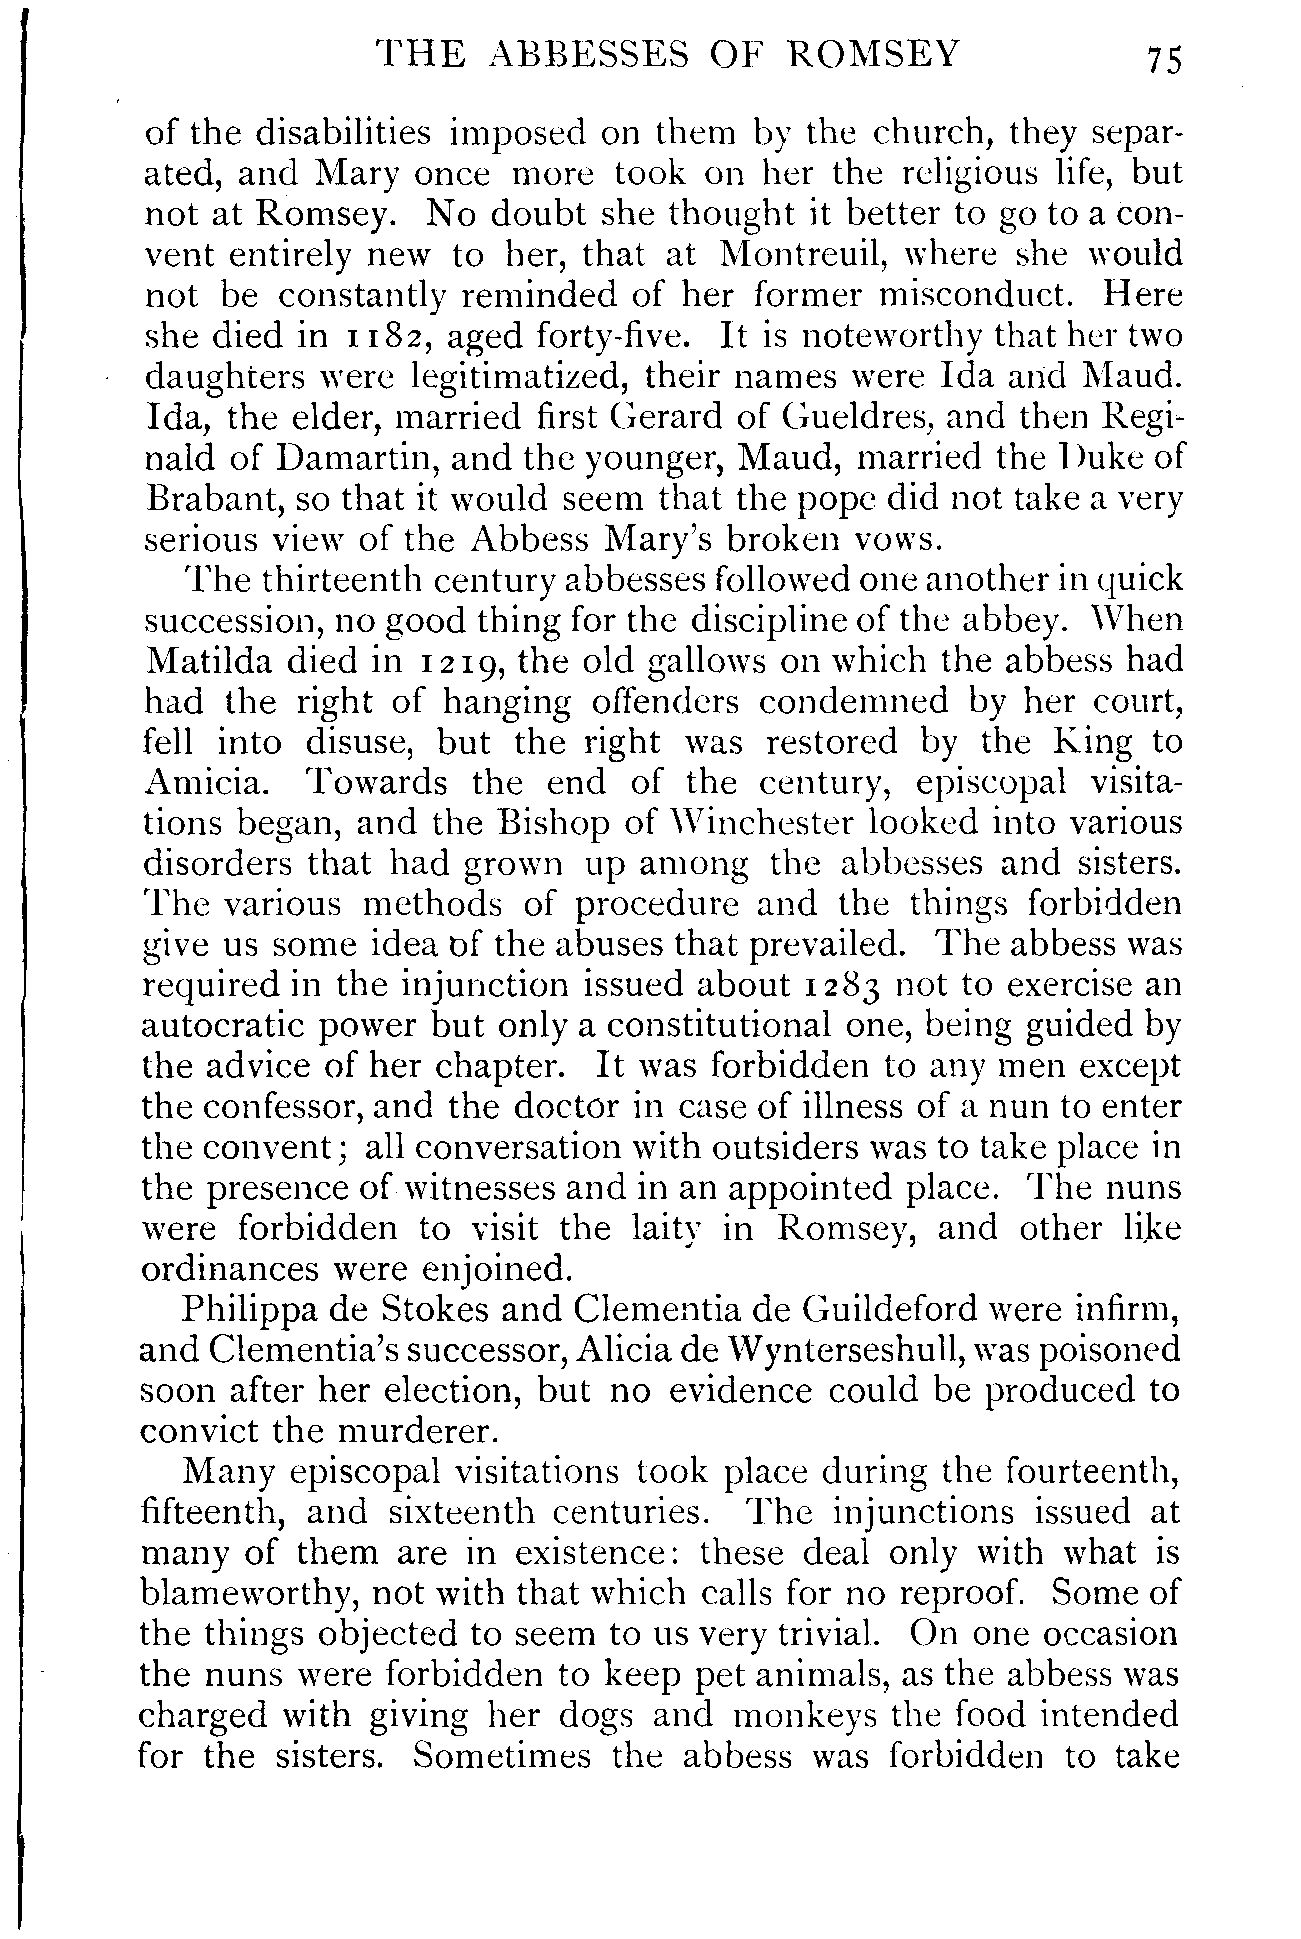 THE ABBESSES OF ROMSEY 75
of the disabilities imposed on them by the church, they separ-
ated, and Mary once more took on her the religious life, but
not at Romsey. No doubt she thought it better to go to a con-
vent entirely new to her, that at Montreuil, where she would
not be constantly reminded of her former misconduct. Here
she died in 1182, aged forty-five. It is noteworthy that her two
daughters were legitimatized, their names were Ida and Maud.
Ida, the elder, married first Gerard of Gueldres, and then Regi-
nald of Damartin, and the younger, Maud, married the Duke of
Brabant, so that it would seem that the pope did not take a very
serious view of the Abbess Mary's broken vows.
The thirteenth century abbesses followed one another in quick
succession, no good thing for the discipline of the abbey. When
Matilda died in 1219, the old gallows on which the abbess had
had the right of hanging offenders condemned by her court,
fell into disuse, but the right was restored by the King to
Amicia. Towards the end of the century, episcopal visita-
tions began, and the Bishop of Winchester looked into various
disorders that had grown up among the abbesses and sisters.
The various methods of procedure and the things forbidden
give us some idea of the abuses that prevailed. The abbess was
required in the injunction issued about 1283 not to exercise an
autocratic power but only a constitutional one, being guided by
the advice of her chapter. It was forbidden to any men except
the confessor, and the doctor in case of illness of a nun to enter
the convent; all conversation with outsiders was to take place in
the presence of witnesses and in an appointed place. The nuns
were forbidden to visit the laity in Romsey, and other like
ordinances were enjoined.
Philippa de Stokes and Clementia de Guildeford were infirm,
and Clementia's successor, Alicia de Wynterseshull, was poisoned
soon after her election, but no evidence could be produced to
convict the murderer.
Many episcopal visitations took place during the fourteenth,
fifteenth, and sixteenth centuries. The injunctions issued at
many of them are in existence: these deal only with what is
blameworthy, not with that which calls for no reproof. Some of
the things objected to seem to us very trivial. On one occasion
the nuns were forbidden to keep pet animals, as the abbess was
charged with giving her dogs and monkeys the food intended
for the sisters. Sometimes the abbess was forbidden to take